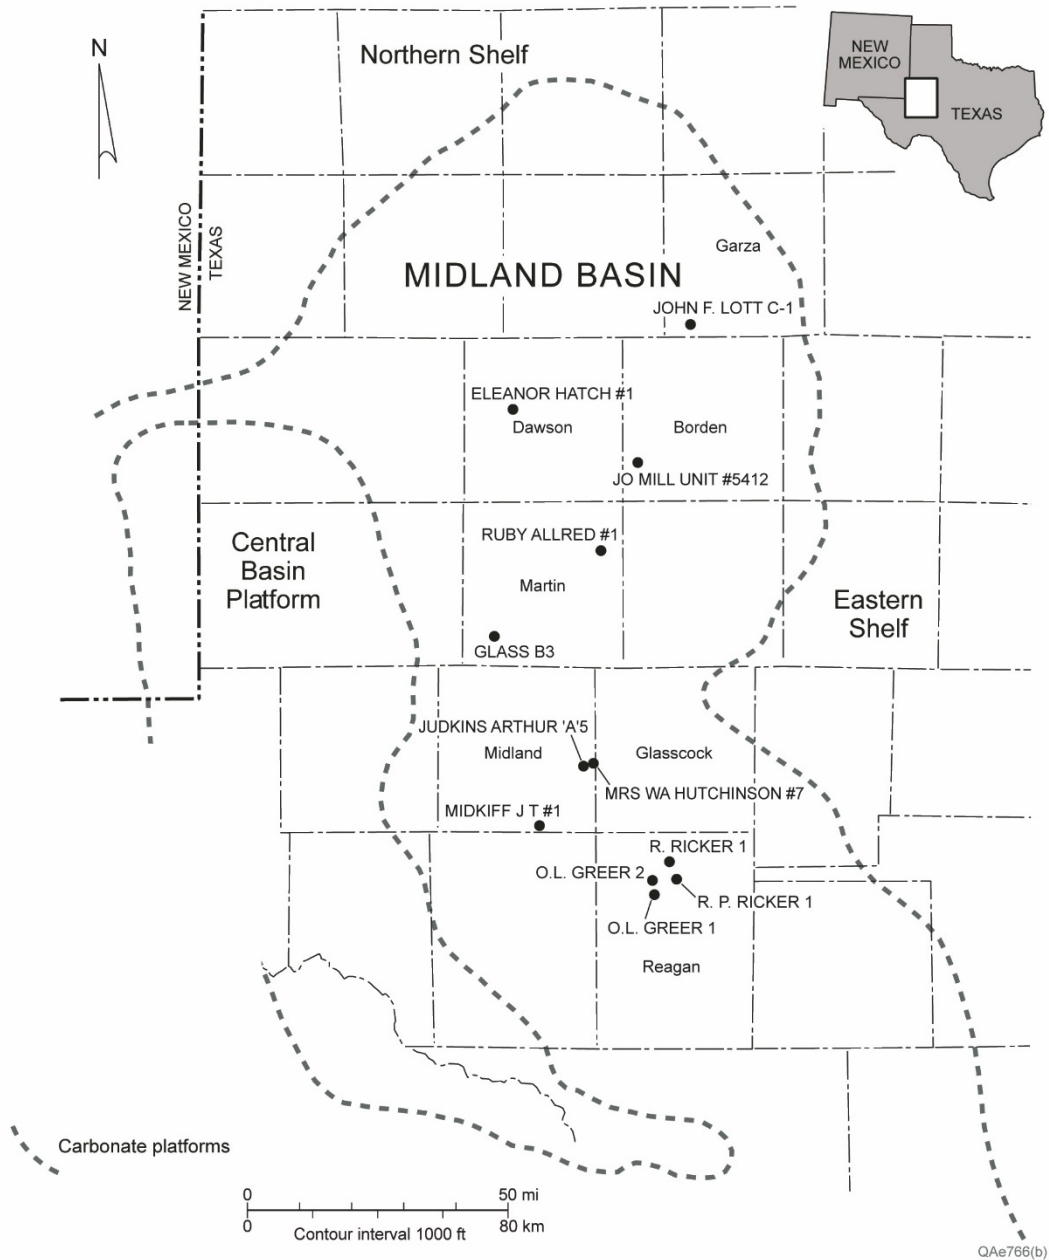 N
Northern Shelf
NEW
MEXICO
TEXAS
NEW MEXICO
TEXAS
Garza
MIDLAND BASIN
JOHN F. LOTT C-1
ELEANOR HATCH #1
Dawson
Borden
JO MILL UNIT #5412
RUBY ALLRED #1
Central
Basin
Platform
Martin
Eastern
Shelf
GLASS B3
JUDKINS ARTHUR 'A'5
Midland
Glasscock
MRS WA HUTCHINSON #7
MIDKIFF J T #1
R. RICKER 1
O.L. GREER 2
R. P. RICKER 1
O.L. GREER 1
Reagan
Carbonate platforms
0
50 mi
0
80 km
Contour interval 1000 ft
QAe766(b)